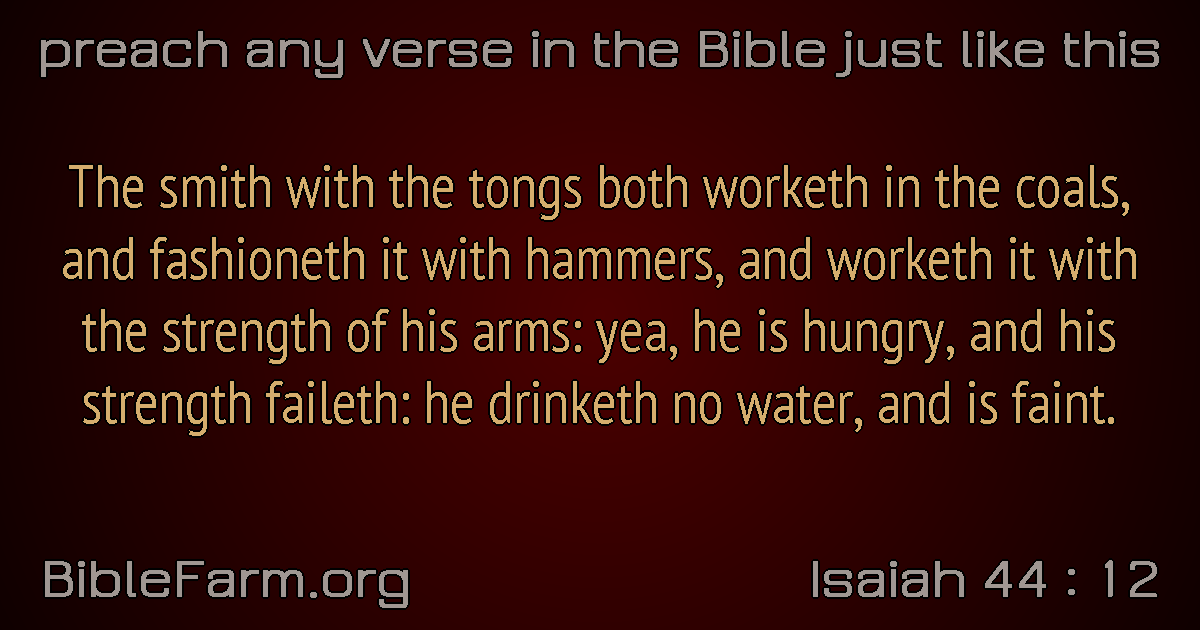 preach any verse in the Bible just like this
The smith with the tongs both worketh in the coals,
and fashioneth it with hammers, and worketh it with
the strength of his arms: yea, he is hungry, and his
strength faileth: he drinketh no water, and is faint.
BibleFarm.org
Isaiah 44 : 12